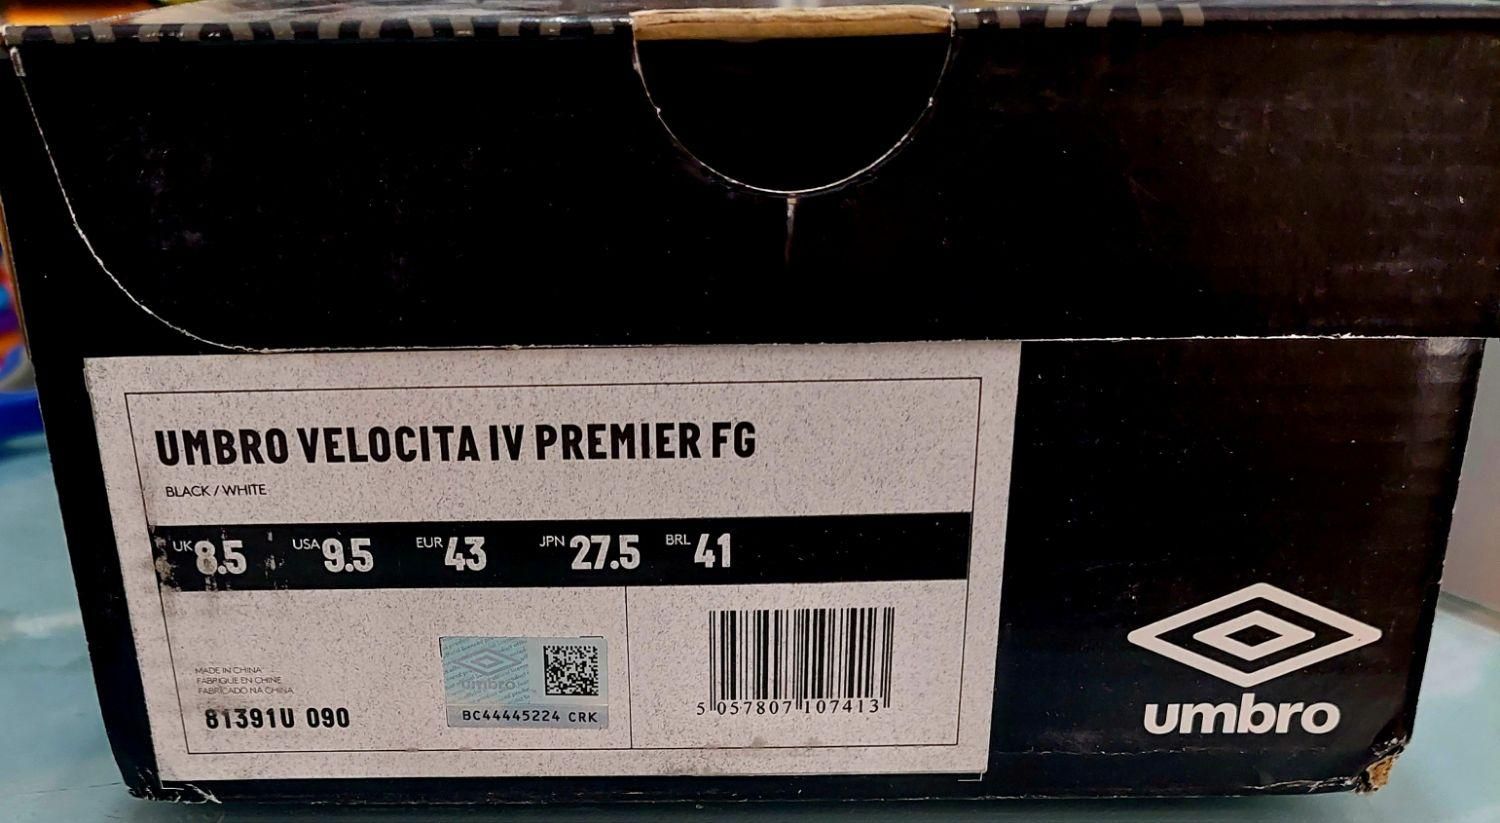 UMBRO VELOCITA IV PREMIER FG
BLACK / WHITE
UK 8.5 USA 9.5 EUR 43 JPN 27.5 BRL 41
MADE IN CHINA
FABRIQUE EN CHINE
FABRICADO NA CHINA
81391U 090
umbro
BC44445224 CRK
5 057807 107413
umbro